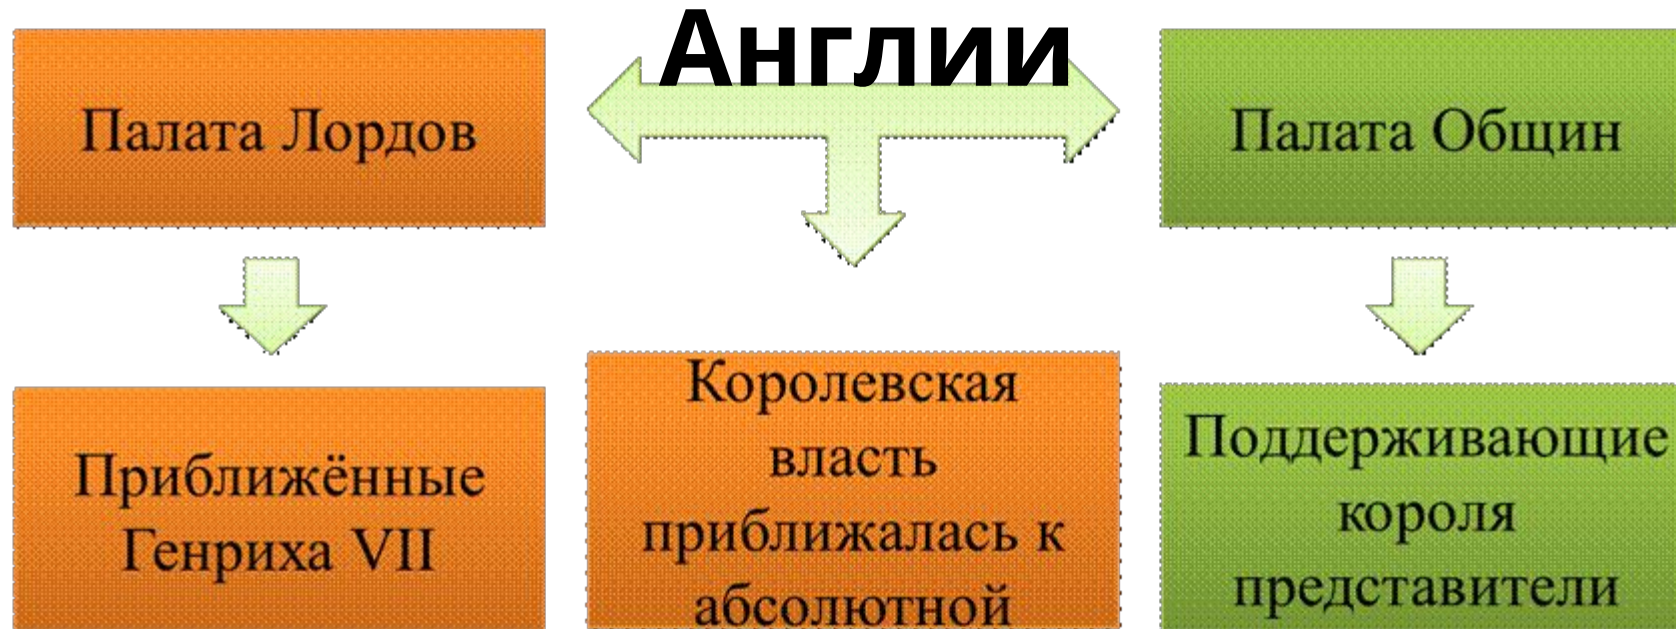 Англии
Палата Лордов
Палата Общин
Приближённые
Генриха VII
Королевская
власть
приближалась к
абсолютной
Поддерживающие
короля
представители